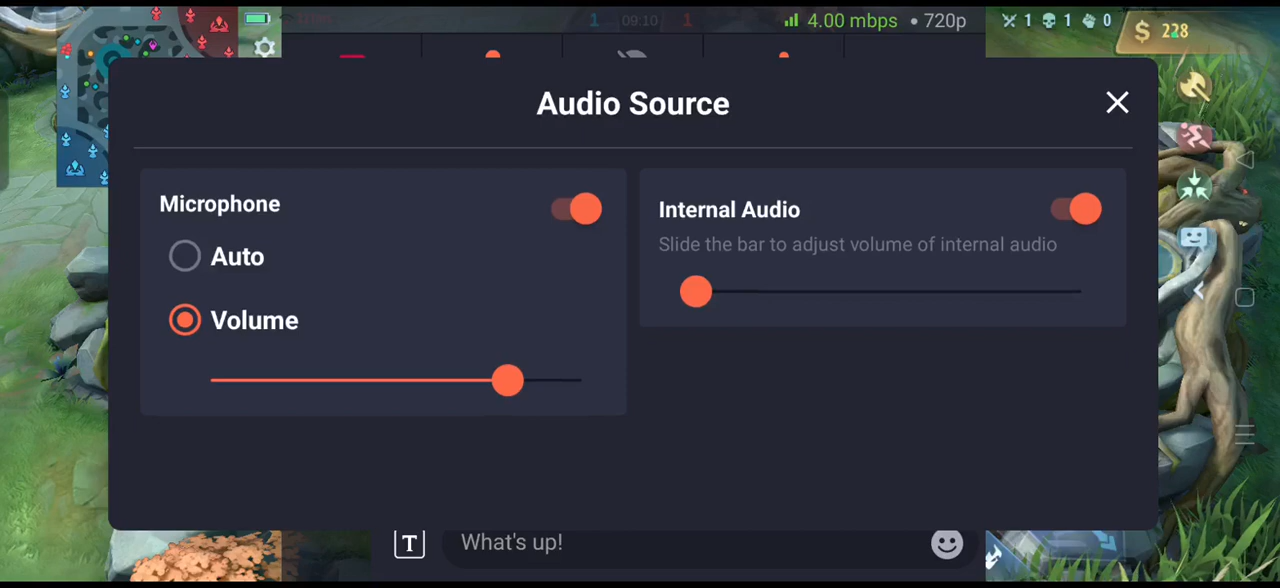 1 09:10 1
4.00 mbps • 720p
1 1 0
$ 228
Audio Source
Microphone
Auto
Volume
Internal Audio
Slide the bar to adjust volume of internal audio
T
What's up!